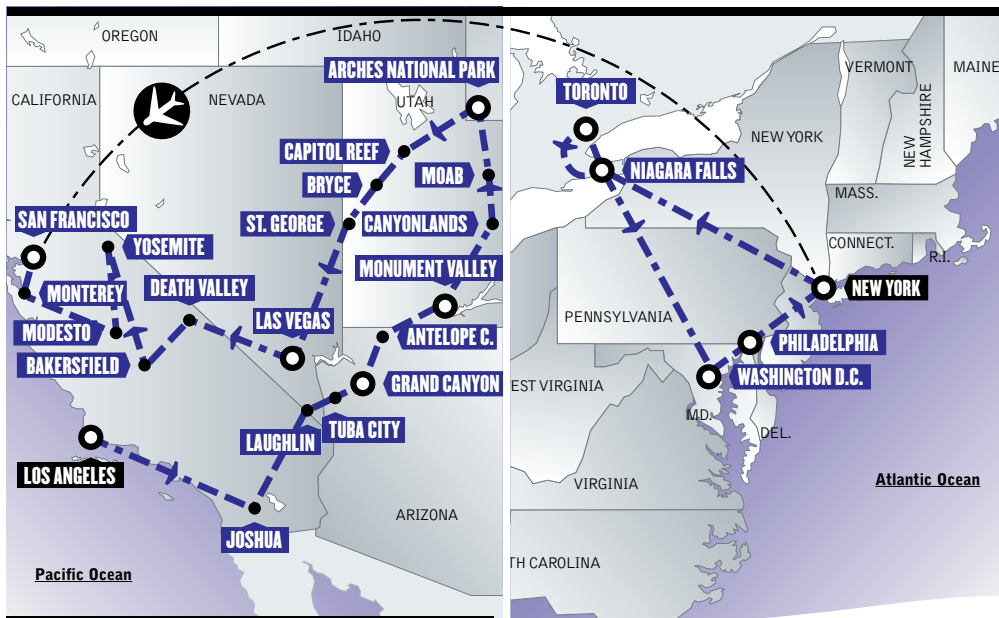 OREGON
IDAHO
ARCHES NATIONAL PARK
CALIFORNIA
NEVADA
UTAH
CAPITOL REEF
BRYCE
MOAB
SAN FRANCISCO
YOSEMITE
ST. GEORGE
CANYONLANDS
MONUMENT VALLEY
MONTEREY
DEATH VALLEY
LAS VEGAS
MODESTO
ANTELOPE C.
BAKERSFIELD
GRAND CANYON
TUBA CITY
LAUGHLIN
LOS ANGELES
ARIZONA
JOSHUA
Pacific Ocean
VERMONT
MAINE
TORONTO
NEW YORK
NEW
HAMPSHIRE
NIAGARA FALLS
MASS.
CONNECT.
R.I.
NEW YORK
PENNSYLVANIA
PHILADELPHIA
WASHINGTON D.C.
EST VIRGINIA
MD.
DEL.
VIRGINIA
Atlantic Ocean
TH CAROLINA